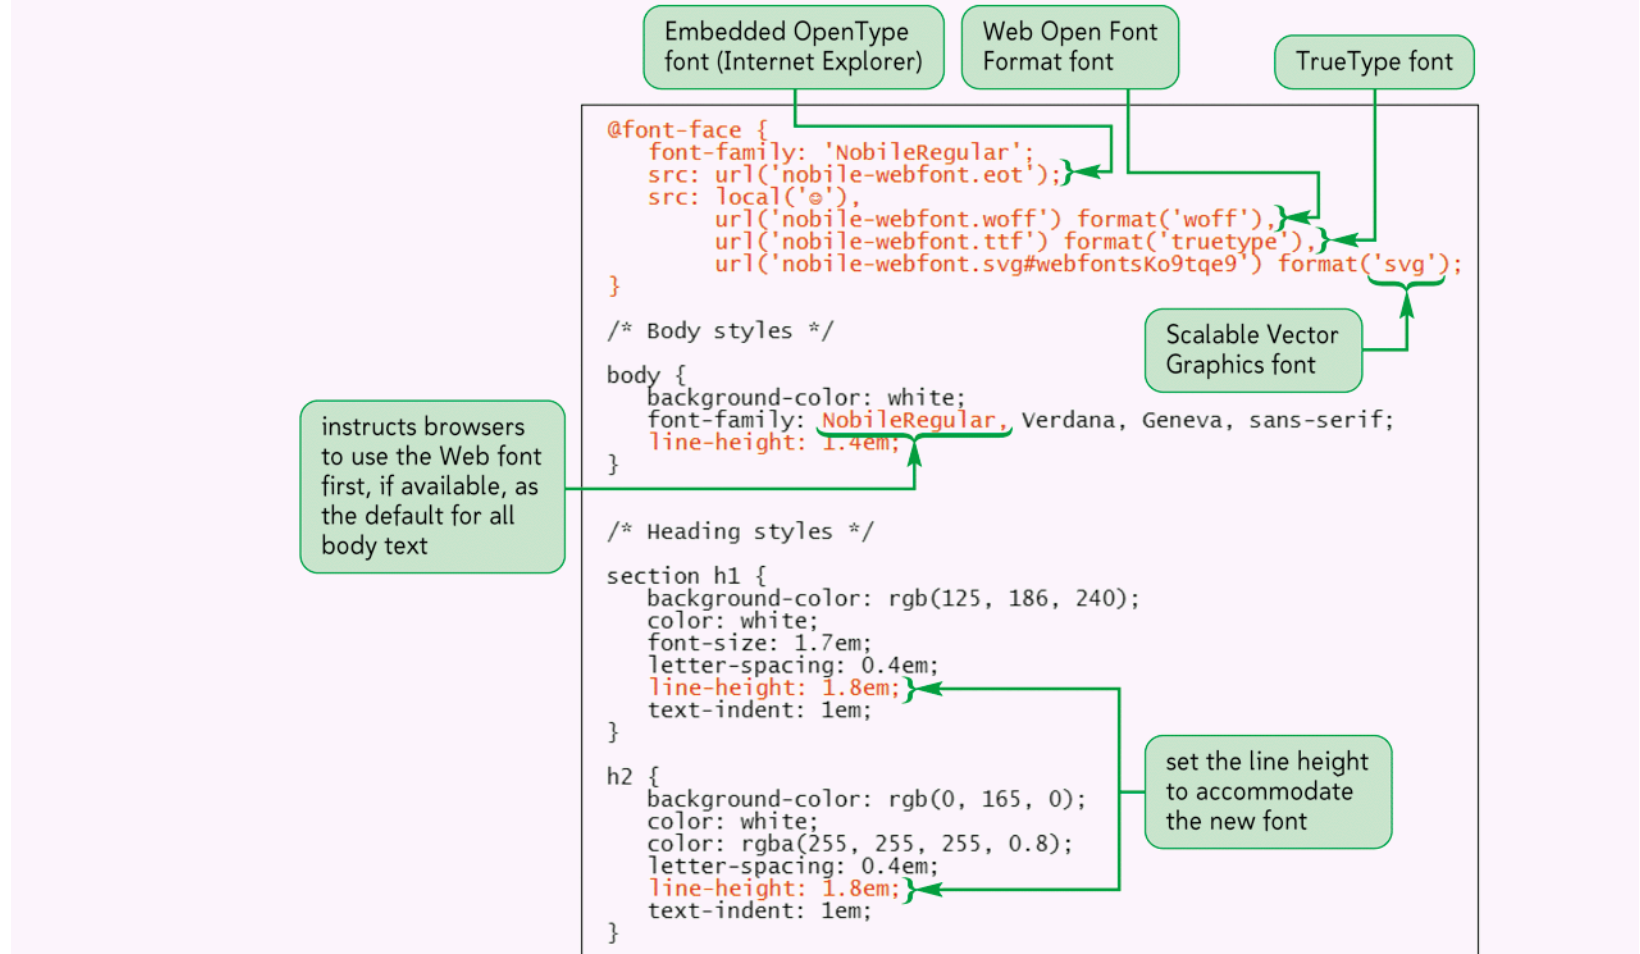 Embedded OpenType
font (Internet Explorer)
Web Open Font
Format font
TrueType font
@font-face {
font-family: 'NobileRegular';
src: url('nobile-webfont.eot');
src: local('☺'),
url('nobile-webfont.woff') format('woff'),
url('nobile-webfont.ttf') format('truetype'),
url('nobile-webfont.svg#webfontsKo9tqe9') format('svg');
}
Scalable Vector
Graphics font
/* Body styles */
body {
background-color: white;
font-family: NobileRegular, Verdana, Geneva, sans-serif;
line-height: 1.4em;
}
instructs browsers
to use the Web font
first, if available, as
the default for all
body text
/* Heading styles */
section h1 {
background-color: rgb(125, 186, 240);
color: white;
font-size: 1.7em;
letter-spacing: 0.4em;
line-height: 1.8em;
text-indent: 1em;
}
set the line height
to accommodate
the new font
h2 {
background-color: rgb(0, 165, 0);
color: white;
color: rgba(255, 255, 255, 0.8);
letter-spacing: 0.4em;
line-height: 1.8em;
text-indent: 1em;
}